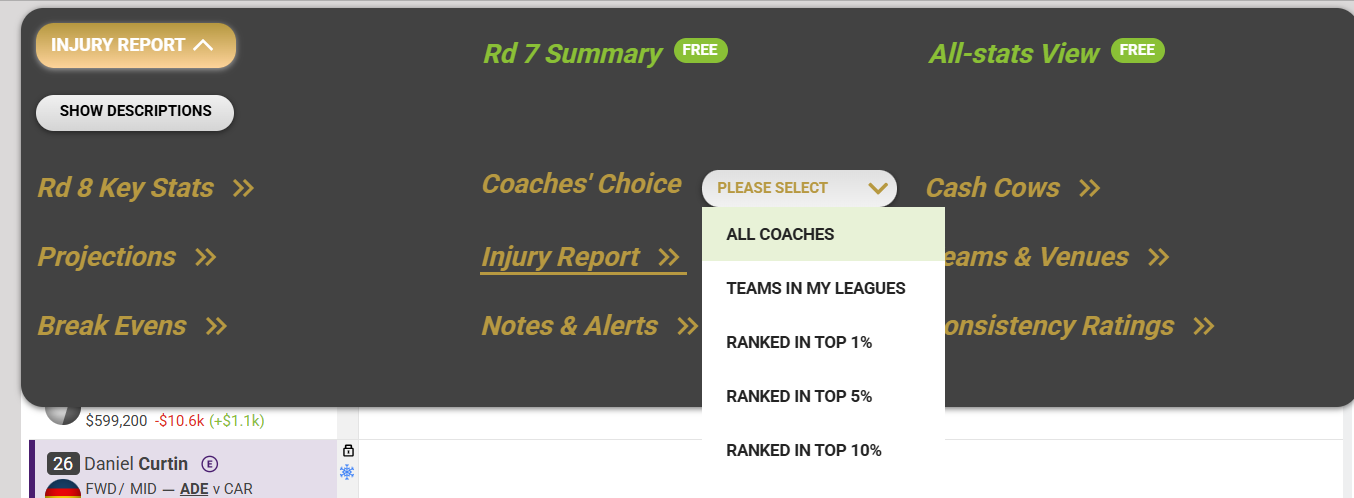 INJURY REPORT
Rd 7 Summary FREE
All-stats View FREE
SHOW DESCRIPTIONS
Rd 8 Key Stats
Coaches' Choice PLEASE SELECT
Cash Cows
ALL COACHES
Projections
Injury Report
eams & Venues
TEAMS IN MY LEAGUES
Break Evens
Notes & Alerts
onsistency Ratings
RANKED IN TOP 1%
RANKED IN TOP 5%
RANKED IN TOP 10%
$599,200 -$10.6k (+$1.1k)
26 Daniel Curtin E
FWD/ MID — ADE v CAR